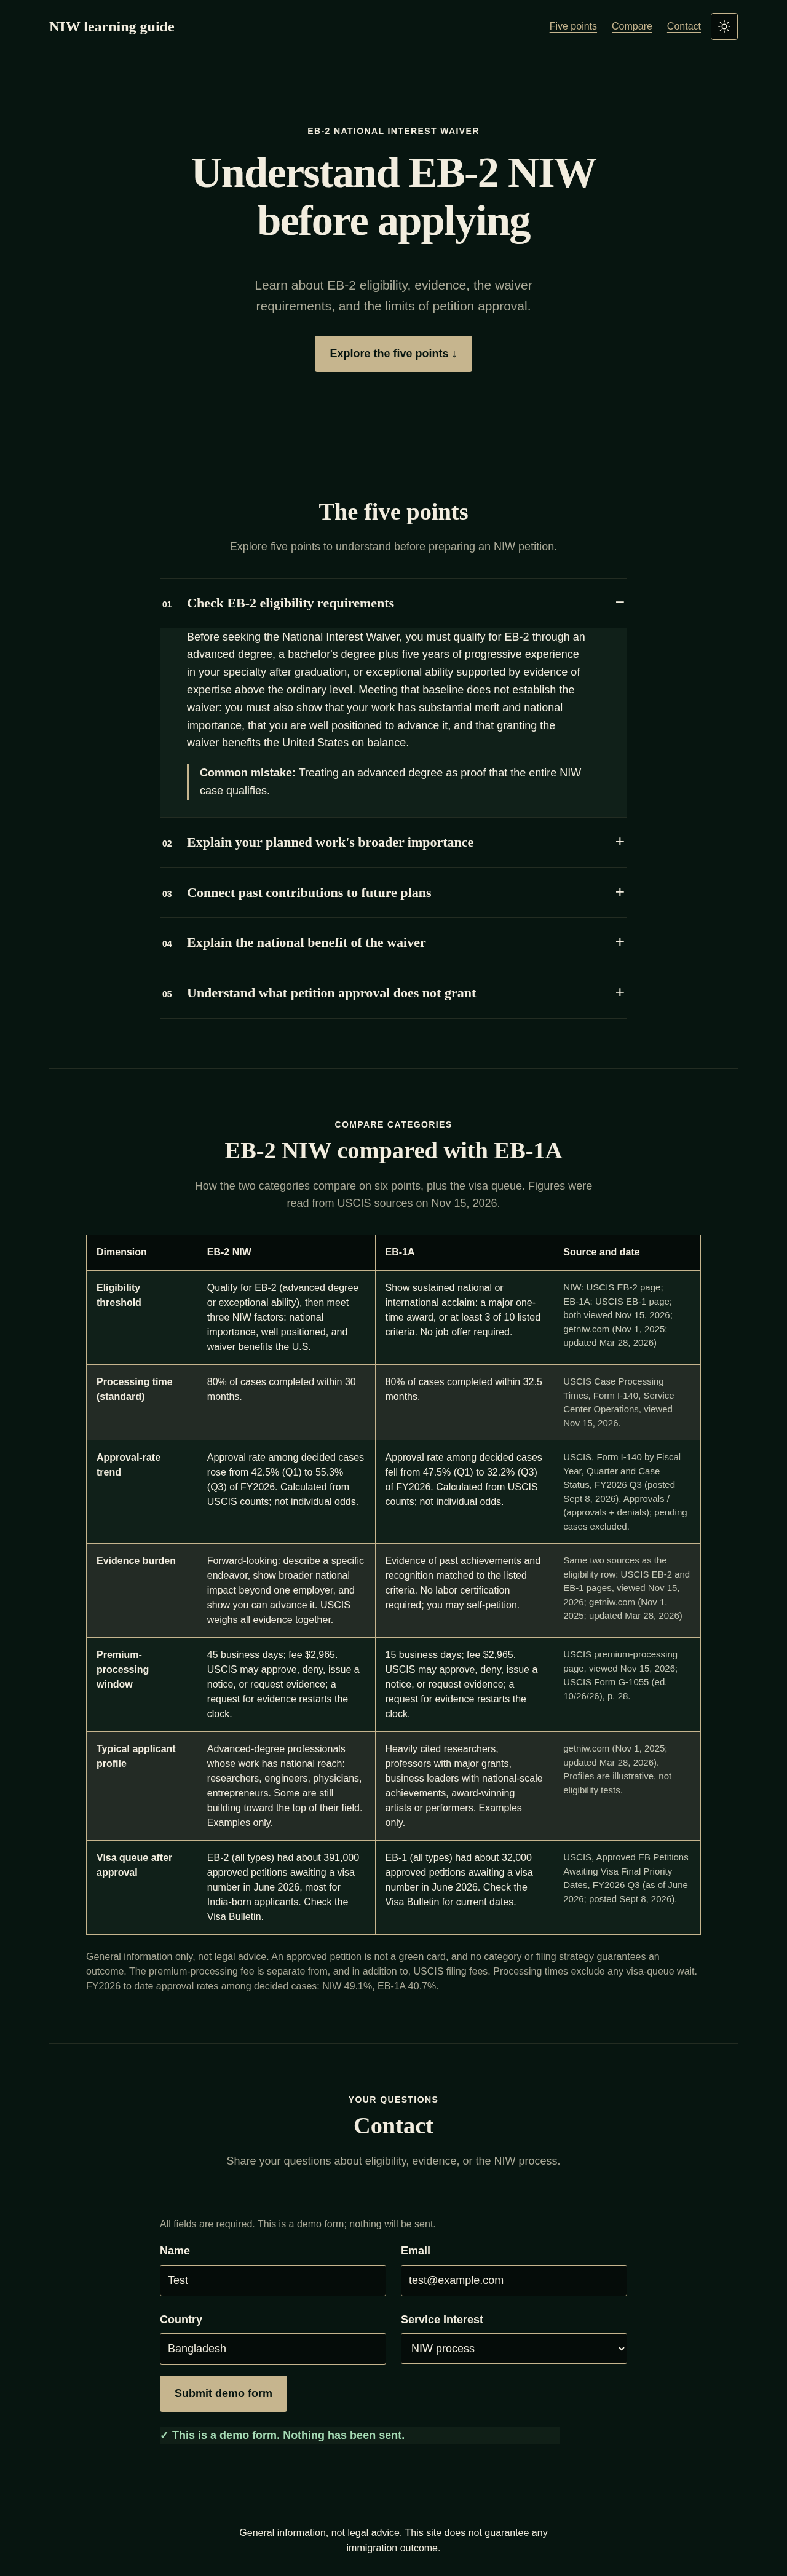 NIW learning guide
Five points
Compare
Contact
EB-2 NATIONAL INTEREST WAIVER
Understand EB-2 NIW
before applying
Learn about EB-2 eligibility, evidence, the waiver
requirements, and the limits of petition approval.
Explore the five points ↓
The five points
Explore five points to understand before preparing an NIW petition.
01 Check EB-2 eligibility requirements −
Before seeking the National Interest Waiver, you must qualify for EB-2 through an
advanced degree, a bachelor's degree plus five years of progressive experience
in your specialty after graduation, or exceptional ability supported by evidence of
expertise above the ordinary level. Meeting that baseline does not establish the
waiver: you must also show that your work has substantial merit and national
importance, that you are well positioned to advance it, and that granting the
waiver benefits the United States on balance.
Common mistake: Treating an advanced degree as proof that the entire NIW
case qualifies.
02 Explain your planned work's broader importance +
03 Connect past contributions to future plans +
04 Explain the national benefit of the waiver +
05 Understand what petition approval does not grant +
COMPARE CATEGORIES
EB-2 NIW compared with EB-1A
How the two categories compare on six points, plus the visa queue. Figures were
read from USCIS sources on Nov 15, 2026.
Dimension
EB-2 NIW
EB-1A
Source and date
Eligibility
threshold
Qualify for EB-2 (advanced degree
or exceptional ability), then meet
three NIW factors: national
importance, well positioned, and
waiver benefits the U.S.
Show sustained national or
international acclaim: a major one-
time award, or at least 3 of 10 listed
criteria. No job offer required.
NIW: USCIS EB-2 page;
EB-1A: USCIS EB-1 page;
both viewed Nov 15, 2026;
getniw.com (Nov 1, 2025;
updated Mar 28, 2026)
Processing time
(standard)
80% of cases completed within 30
months.
80% of cases completed within 32.5
months.
USCIS Case Processing
Times, Form I-140, Service
Center Operations, viewed
Nov 15, 2026.
Approval-rate
trend
Approval rate among decided cases
rose from 42.5% (Q1) to 55.3%
(Q3) of FY2026. Calculated from
USCIS counts; not individual odds.
Approval rate among decided cases
fell from 47.5% (Q1) to 32.2% (Q3)
of FY2026. Calculated from USCIS
counts; not individual odds.
USCIS, Form I-140 by Fiscal
Year, Quarter and Case
Status, FY2026 Q3 (posted
Sept 8, 2026). Approvals /
(approvals + denials); pending
cases excluded.
Evidence burden
Forward-looking: describe a specific
endeavor, show broader national
impact beyond one employer, and
show you can advance it. USCIS
weighs all evidence together.
Evidence of past achievements and
recognition matched to the listed
criteria. No labor certification
required; you may self-petition.
Same two sources as the
eligibility row: USCIS EB-2 and
EB-1 pages, viewed Nov 15,
2026; getniw.com (Nov 1,
2025; updated Mar 28, 2026)
Premium-
processing
window
45 business days; fee $2,965.
USCIS may approve, deny, issue a
notice, or request evidence; a
request for evidence restarts the
clock.
15 business days; fee $2,965.
USCIS may approve, deny, issue a
notice, or request evidence; a
request for evidence restarts the
clock.
USCIS premium-processing
page, viewed Nov 15, 2026;
USCIS Form G-1055 (ed.
10/26/26), p. 28.
Typical applicant
profile
Advanced-degree professionals
whose work has national reach:
researchers, engineers, physicians,
entrepreneurs. Some are still
building toward the top of their field.
Examples only.
Heavily cited researchers,
professors with major grants,
business leaders with national-scale
achievements, award-winning
artists or performers. Examples
only.
getniw.com (Nov 1, 2025;
updated Mar 28, 2026).
Profiles are illustrative, not
eligibility tests.
Visa queue after
approval
EB-2 (all types) had about 391,000
approved petitions awaiting a visa
number in June 2026, most for
India-born applicants. Check the
Visa Bulletin.
EB-1 (all types) had about 32,000
approved petitions awaiting a visa
number in June 2026. Check the
Visa Bulletin for current dates.
USCIS, Approved EB Petitions
Awaiting Visa Final Priority
Dates, FY2026 Q3 (as of June
2026; posted Sept 8, 2026).
General information only, not legal advice. An approved petition is not a green card, and no category or filing strategy guarantees an
outcome. The premium-processing fee is separate from, and in addition to, USCIS filing fees. Processing times exclude any visa-queue wait.
FY2026 to date approval rates among decided cases: NIW 49.1%, EB-1A 40.7%.
YOUR QUESTIONS
Contact
Share your questions about eligibility, evidence, or the NIW process.
All fields are required. This is a demo form; nothing will be sent.
Name
Email
Test
test@example.com
Country
Service Interest
Bangladesh
NIW process
Submit demo form
✓ This is a demo form. Nothing has been sent.
General information, not legal advice. This site does not guarantee any
immigration outcome.